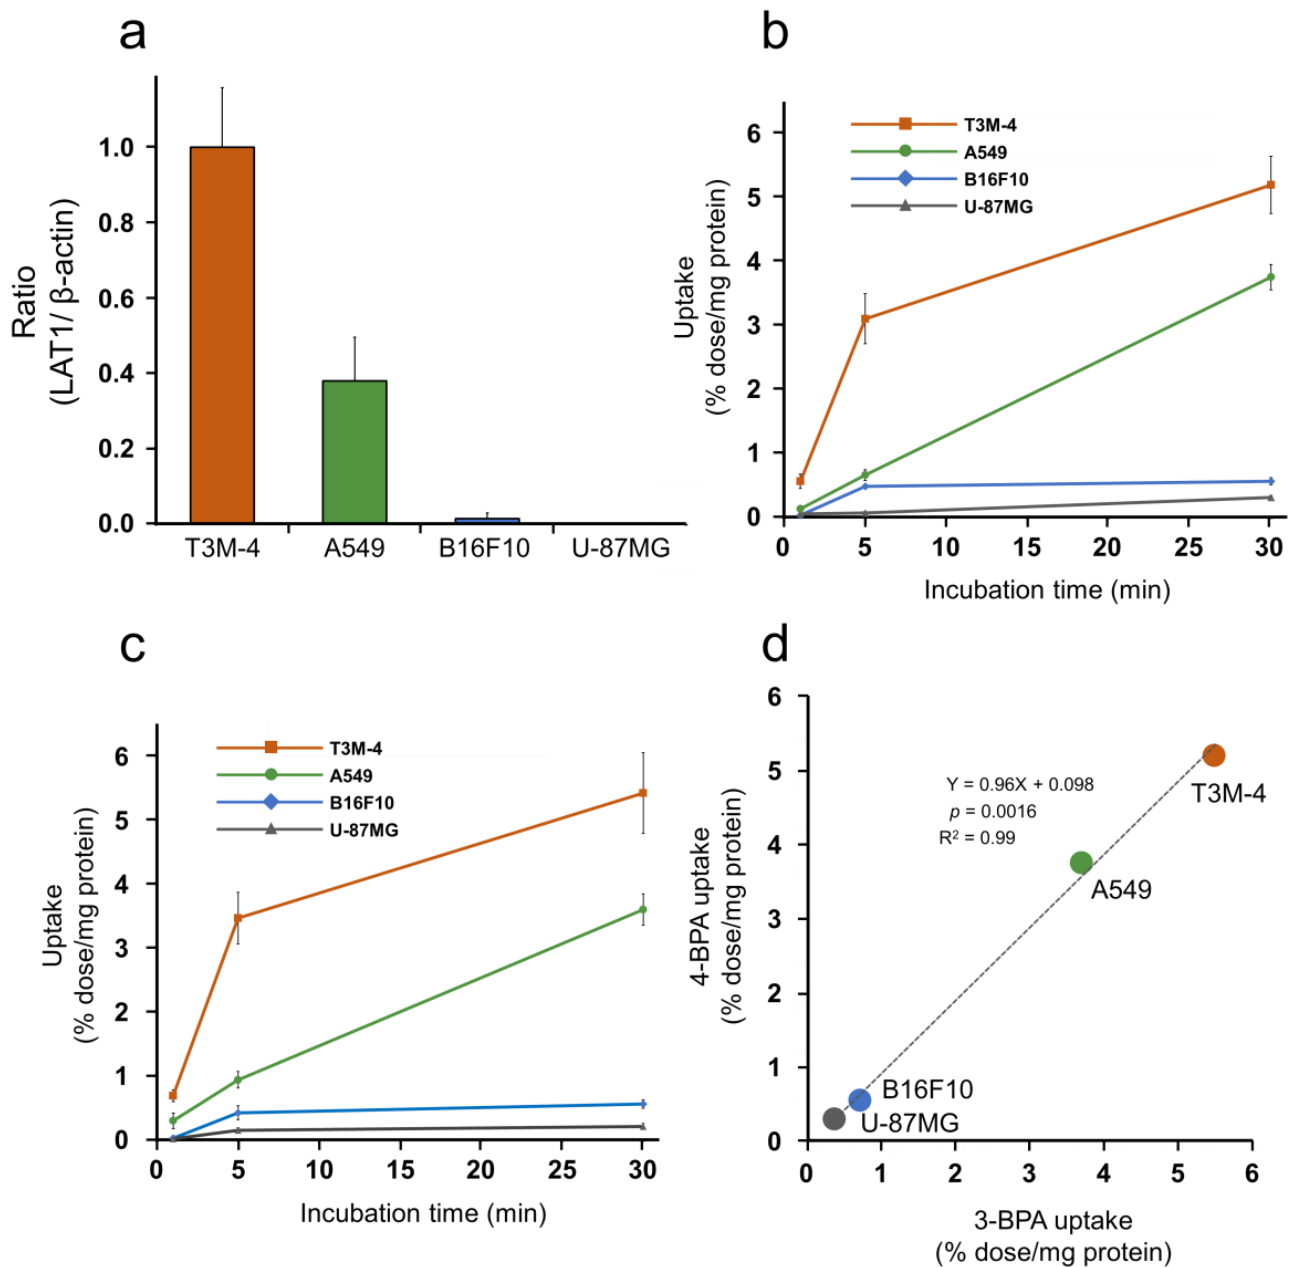 a
Ratio
(LAT1/ β-actin)
1.0
0.8
0.6
0.4
0.2
0.0
T3M-4 A549 B16F10 U-87MG
b
Uptake
(% dose/mg protein)
6
5
4
3
2
1
0
T3M-4
A549
B16F10
U-87MG
0 5 10 15 20 25 30
Incubation time (min)
c
Uptake
(% dose/mg protein)
6
5
4
3
2
1
0
T3M-4
A549
B16F10
U-87MG
0 5 10 15 20 25 30
Incubation time (min)
d
4-BPA uptake
(% dose/mg protein)
6
5
4
3
2
1
0
Y = 0.96X + 0.098
p = 0.0016
R² = 0.99
T3M-4
A549
B16F10
U-87MG
0 1 2 3 4 5 6
3-BPA uptake
(% dose/mg protein)